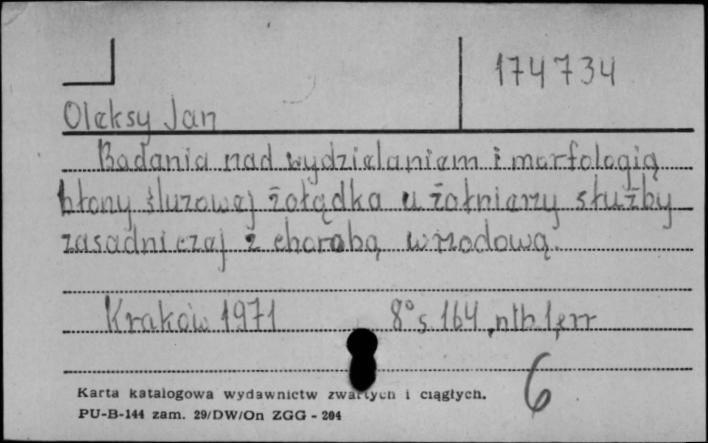 174734
Oleksy Jan
Badania nad wydzielaniem i morfologią
błony śluzowej żołądka u żołnierzy służby
zasadniczej z chorobą wrzodową.
Kraków 1971 8° s. 164, nlb. 1, err
6
Karta katalogowa wydawnictw zwartych i ciągłych.
PU-B-144 zam. 29/DW/On ZGG - 204